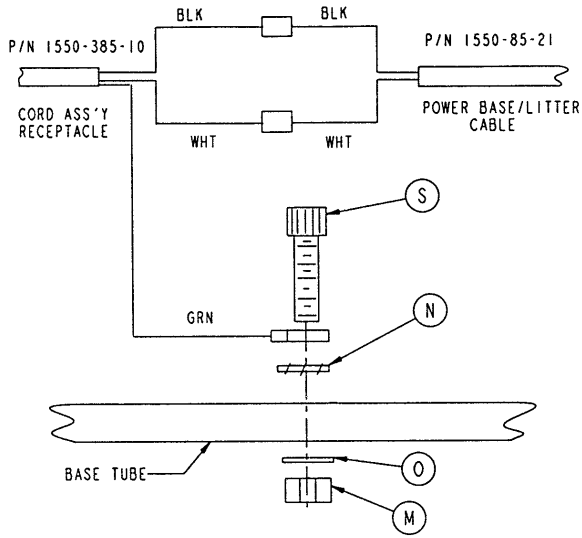 BLK
BLK
P/N 1550-385-10
P/N 1550-85-21
CORD ASS'Y
RECEPTACLE
POWER BASE/LITTER
CABLE
WHT
WHT
S
GRN
N
BASE TUBE
O
M